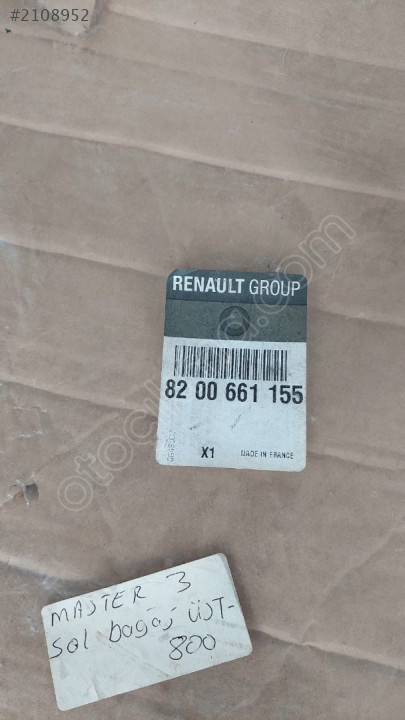 #2108952
RENAULT GROUP
82 00 661 155
X1 MADE IN FRANCE
MASTER 3
sol bagaj ÜST-
800